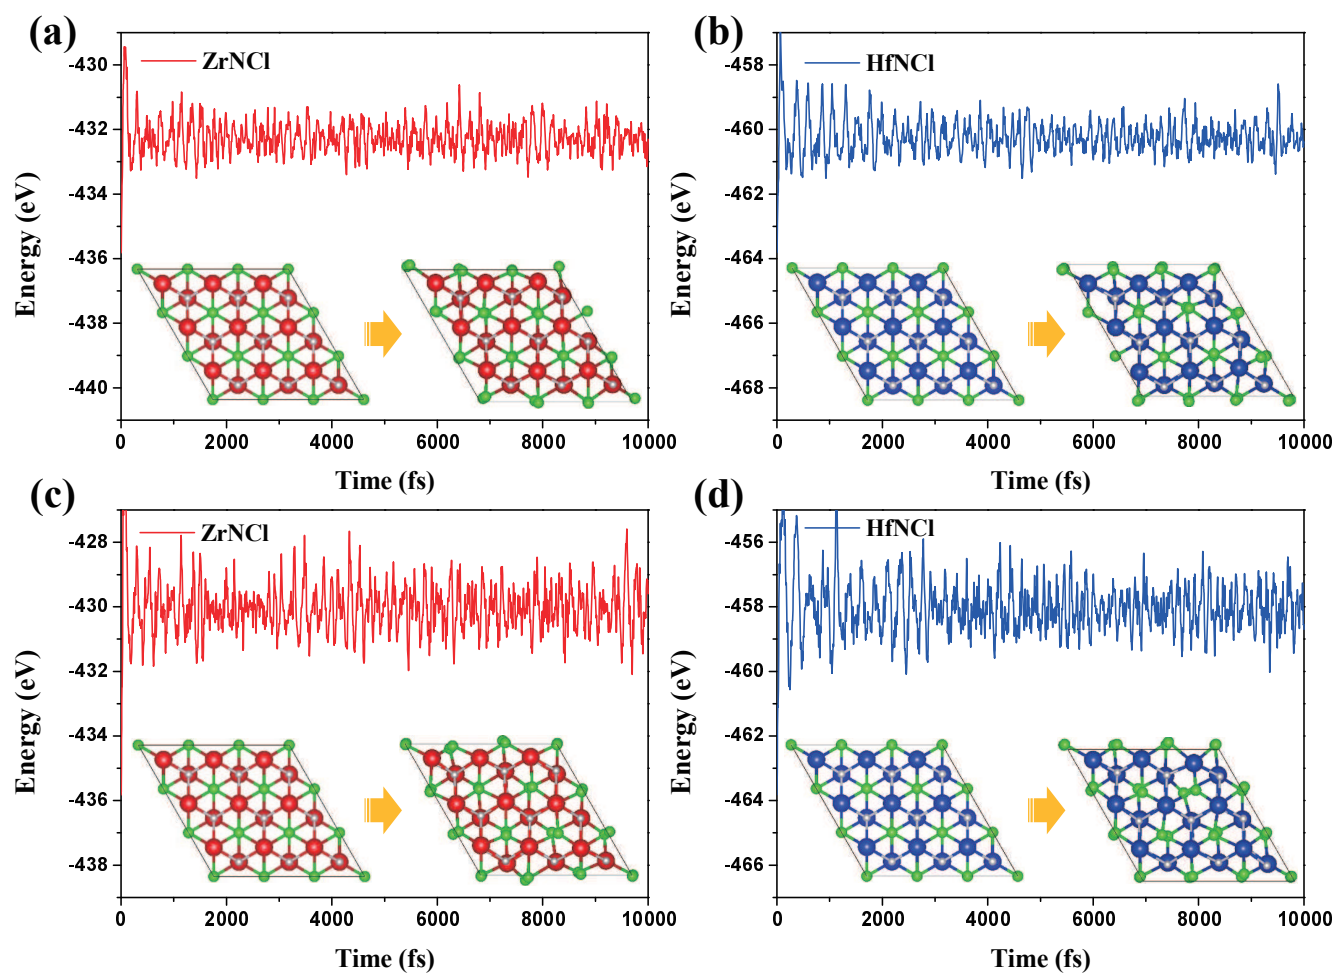 (a)
ZrNCl
Energy (eV)
-430
-432
-434
-436
-438
-440
0 2000 4000 6000 8000 10000
Time (fs)
(b)
HfNCl
Energy (eV)
-458
-460
-462
-464
-466
-468
0 2000 4000 6000 8000 10000
Time (fs)
(c)
ZrNCl
Energy (eV)
-428
-430
-432
-434
-436
-438
0 2000 4000 6000 8000 10000
Time (fs)
(d)
HfNCl
Energy (eV)
-456
-458
-460
-462
-464
-466
0 2000 4000 6000 8000 10000
Time (fs)